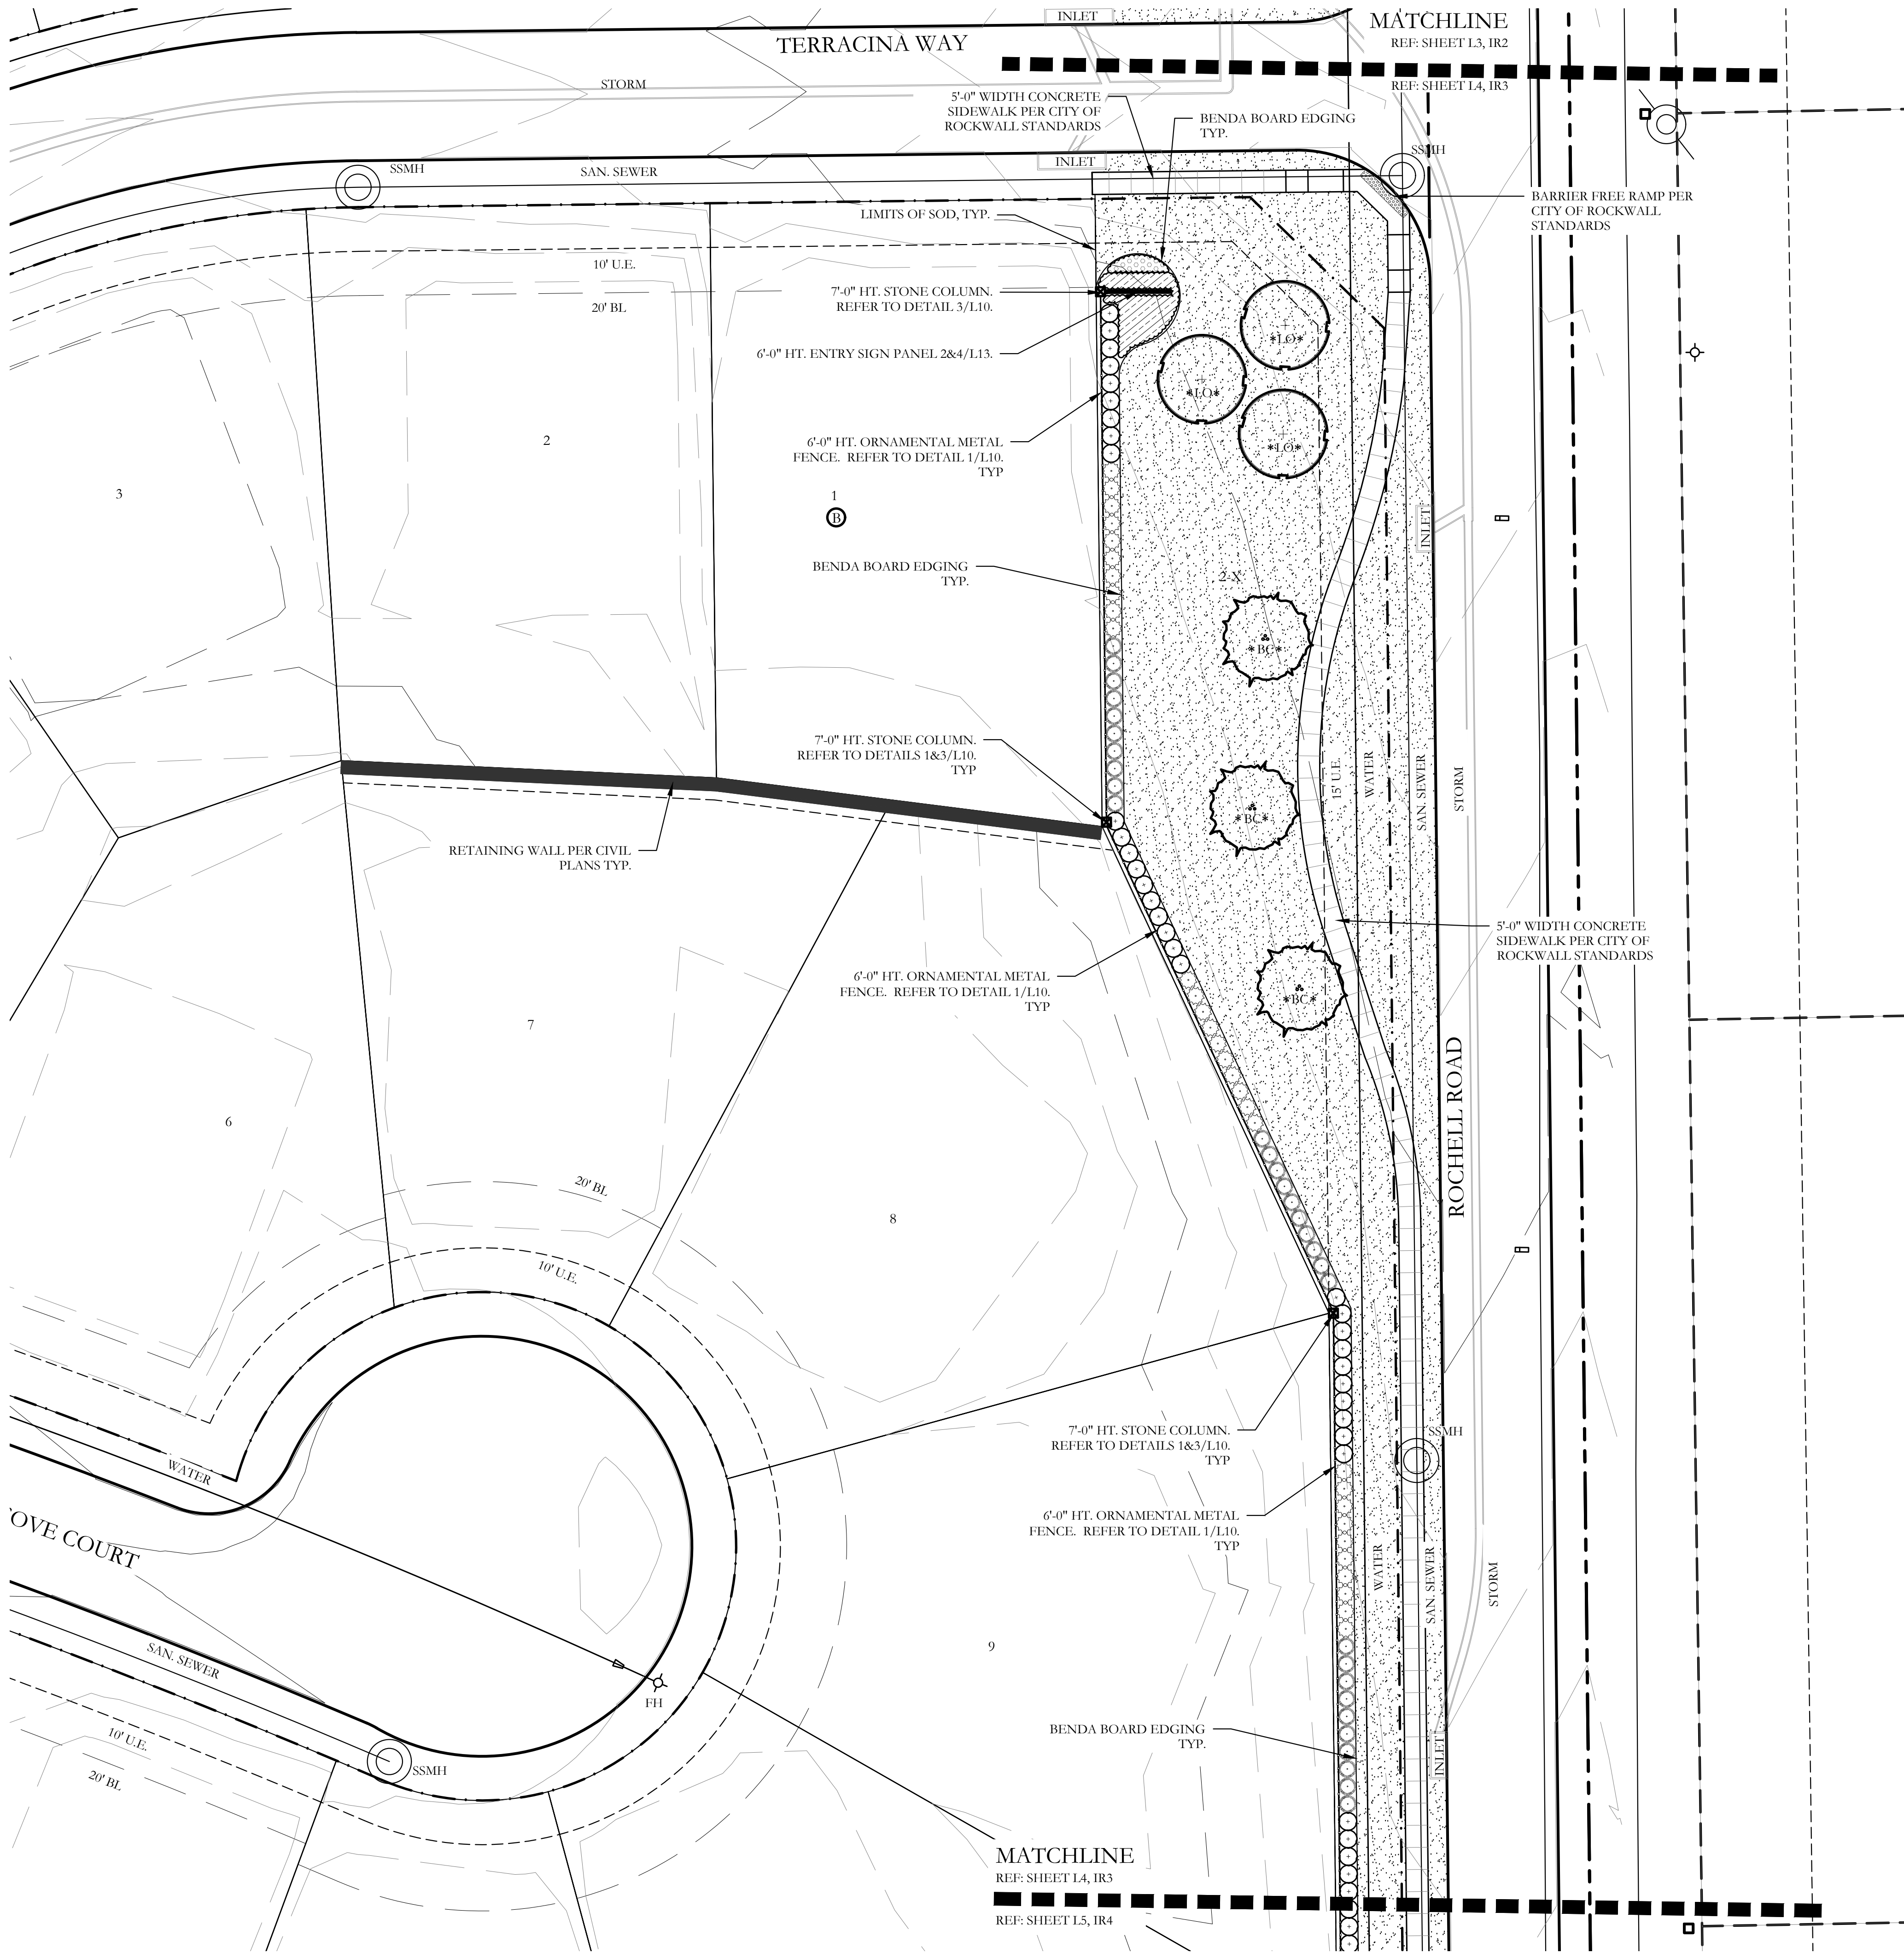 INLET
MATCHLINE
REF: SHEET L3, IR2
TERRACINA WAY
STORM
REF: SHEET L4, IR3
5'-0" WIDTH CONCRETE
SIDEWALK PER CITY OF
ROCKWALL STANDARDS
BENDA BOARD EDGING
TYP.
INLET
SSMH
SSMH
SAN. SEWER
BARRIER FREE RAMP PER
CITY OF ROCKWALL
STANDARDS
LIMITS OF SOD, TYP.
10' U.E.
20' BL
7'-0" HT. STONE COLUMN.
REFER TO DETAIL 3/L10.
6'-0" HT. ENTRY SIGN PANEL 2&4/L13.
*LO*
*LO*
*LO*
6'-0" HT. ORNAMENTAL METAL
FENCE. REFER TO DETAIL 1/L10.
TYP
2
3
1
B
INLET
BENDA BOARD EDGING
TYP.
2-X
*BC*
7'-0" HT. STONE COLUMN.
REFER TO DETAILS 1&3/L10.
TYP
15' U.E.
WATER
SAN. SEWER
STORM
*BC*
RETAINING WALL PER CIVIL
PLANS TYP.
5'-0" WIDTH CONCRETE
SIDEWALK PER CITY OF
ROCKWALL STANDARDS
6'-0" HT. ORNAMENTAL METAL
FENCE. REFER TO DETAIL 1/L10.
TYP
*BC*
7
6
ROCHELL ROAD
20' BL
8
10' U.E.
7'-0" HT. STONE COLUMN.
REFER TO DETAILS 1&3/L10.
TYP
SSMH
WATER
6'-0" HT. ORNAMENTAL METAL
FENCE. REFER TO DETAIL 1/L10.
TYP
OVE COURT
WATER
SAN. SEWER
STORM
SAN. SEWER
9
FH
BENDA BOARD EDGING
TYP.
INLET
10' U.E.
20' BL
SSMH
MATCHLINE
REF: SHEET L4, IR3
REF: SHEET L5, IR4